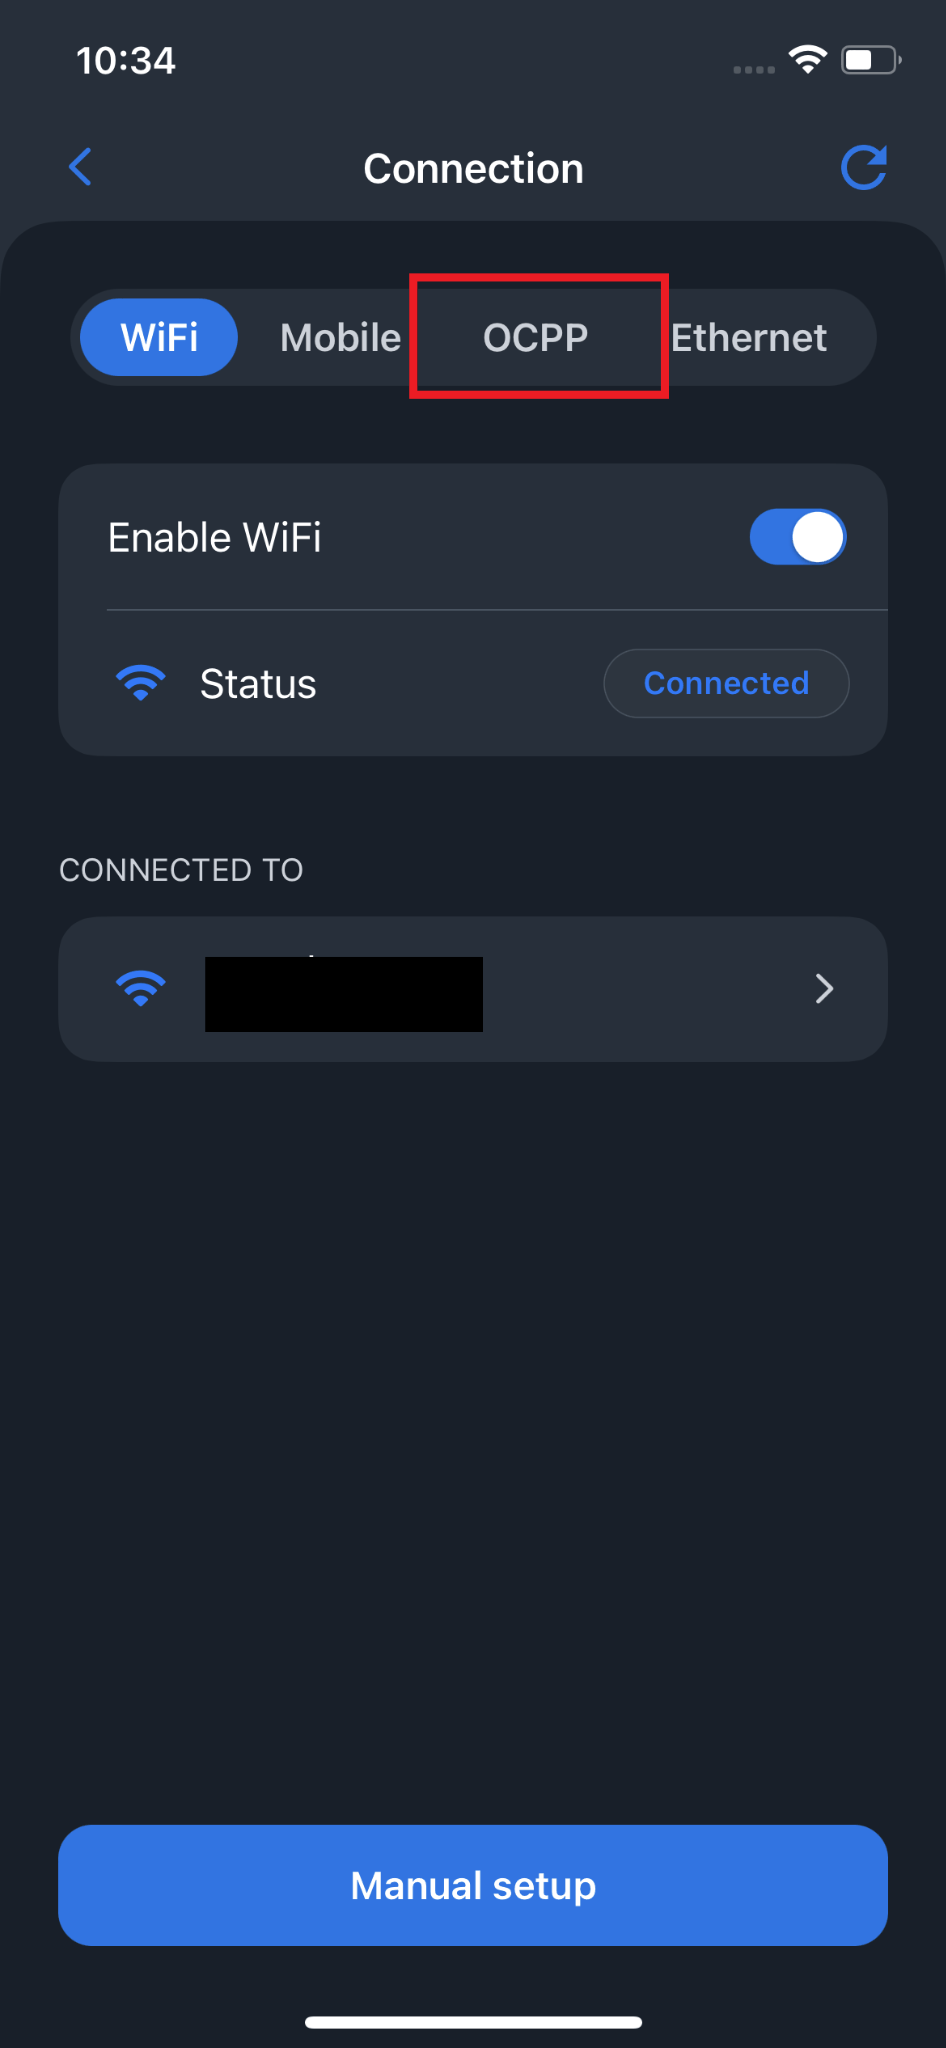 10:34
Connection
WiFi Mobile OCPP Ethernet
Enable WiFi
Status Connected
CONNECTED TO
Manual setup